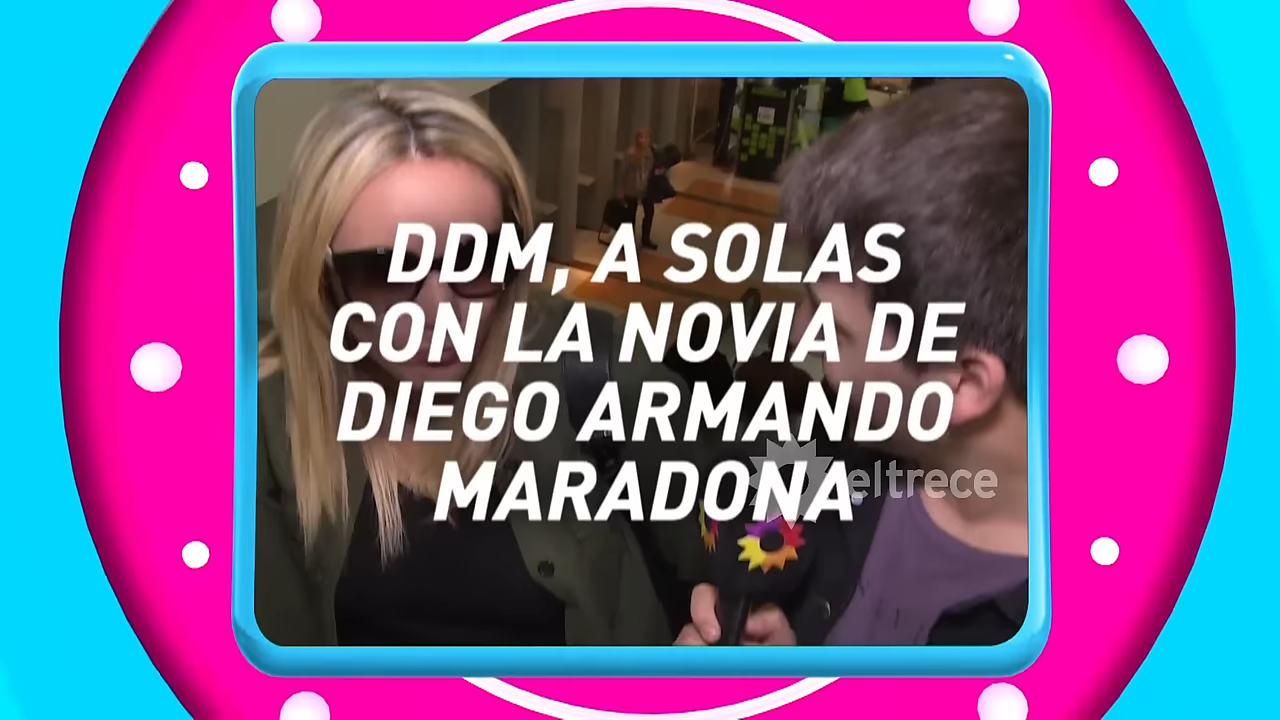 DDM, A SOLAS
CON LA NOVIA DE
DIEGO ARMANDO
MARADONA
eltrece